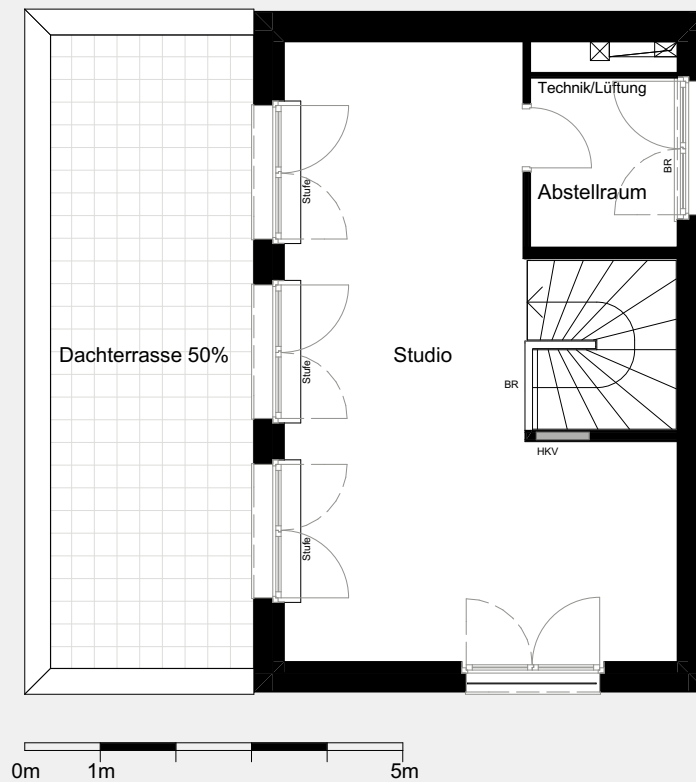 Technik/Lüftung
BR
Abstellraum
Stufe
Dachterrasse 50%
Studio
Stufe
BR
HKV
Stufe
0m 1m 5m